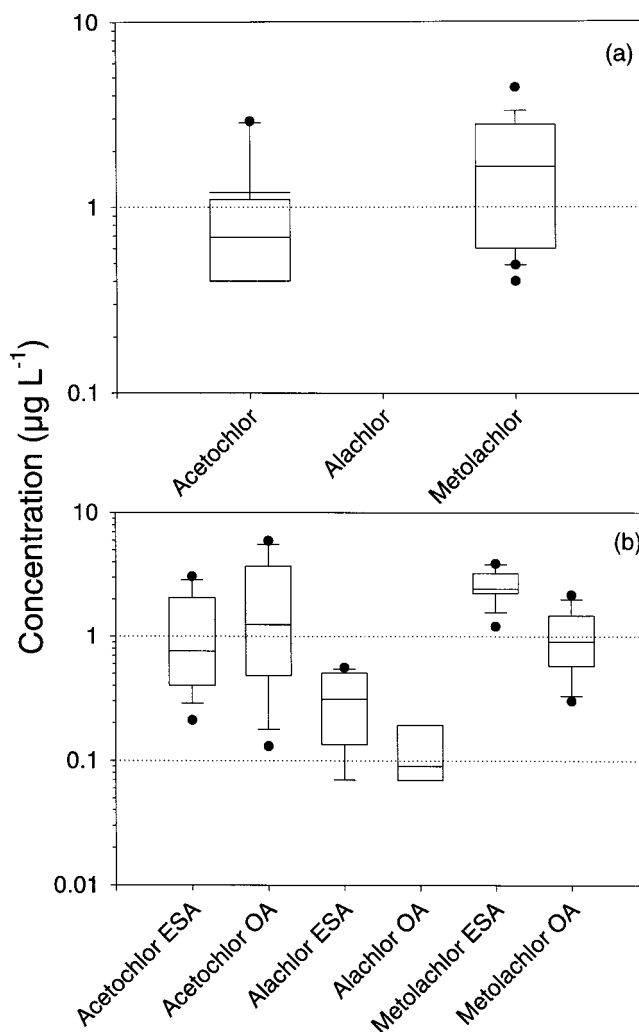 10
(a)
1
0.1
Acetochlor
Alachlor
Metolachlor
Concentration (µg L⁻¹)
10
(b)
1
0.1
0.01
Acetochlor ESA
Acetochlor OA
Alachlor ESA
Alachlor OA
Metolachlor ESA
Metolachlor OA